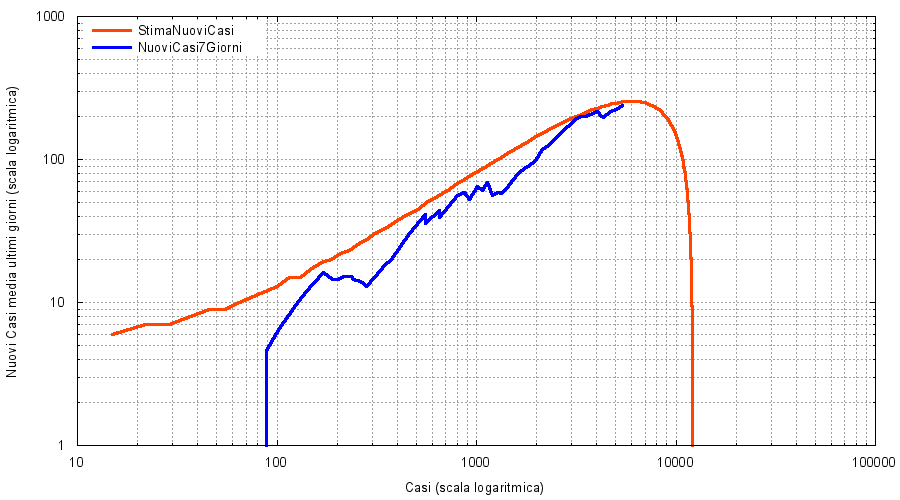 StimaNuoviCasi
NuoviCasi7Giorni
Nuovi Casi media ultimi giorni (scala logaritmica)
1000
100
10
1
10
100
1000
10000
100000
Casi (scala logaritmica)